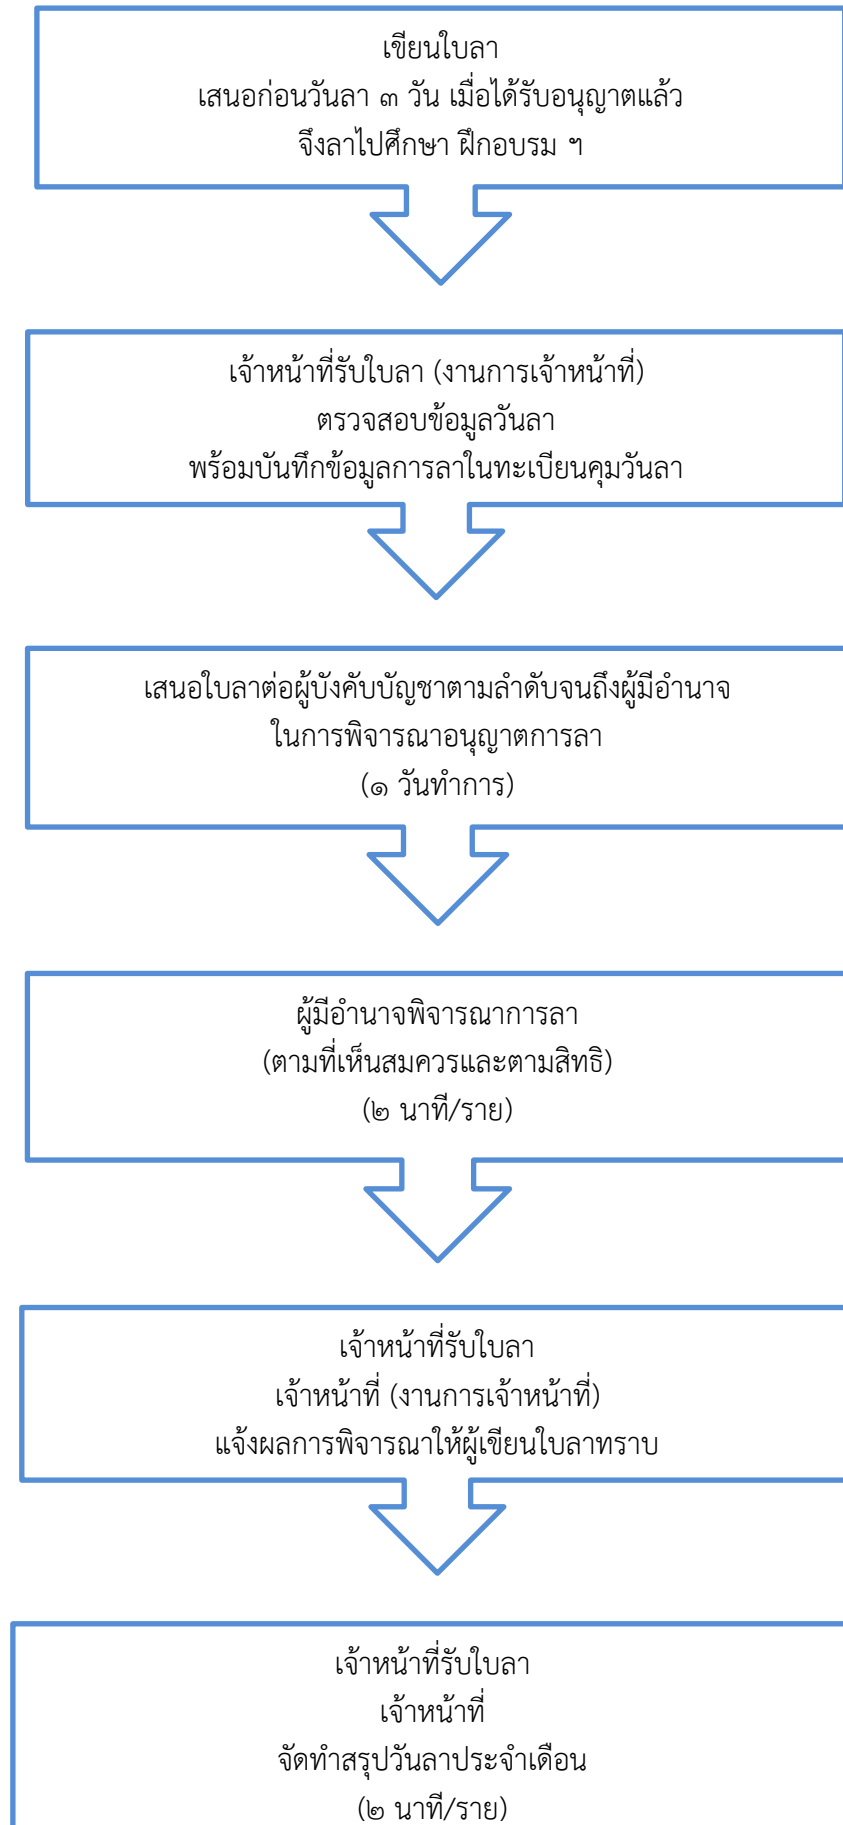 เขียนใบลา
เสนอก่อนวันลา ๓ วัน เมื่อได้รับอนุญาตแล้ว
จึงลาไปศึกษา ฝึกอบรม ฯ
เจ้าหน้าที่รับใบลา (งานการเจ้าหน้าที่)
ตรวจสอบข้อมูลวันลา
พร้อมบันทึกข้อมูลการลาในทะเบียนคุมวันลา
เสนอใบลาต่อผู้บังคับบัญชาตามลำดับจนถึงผู้มีอำนาจ
ในการพิจารณาอนุญาตการลา
(๑ วันทำการ)
ผู้มีอำนาจพิจารณาการลา
(ตามที่เห็นสมควรและตามสิทธิ)
(๒ นาที/ราย)
เจ้าหน้าที่รับใบลา
เจ้าหน้าที่ (งานการเจ้าหน้าที่)
แจ้งผลการพิจารณาให้ผู้เขียนใบลาทราบ
เจ้าหน้าที่รับใบลา
เจ้าหน้าที่
จัดทำสรุปวันลาประจำเดือน
(๒ นาที/ราย)